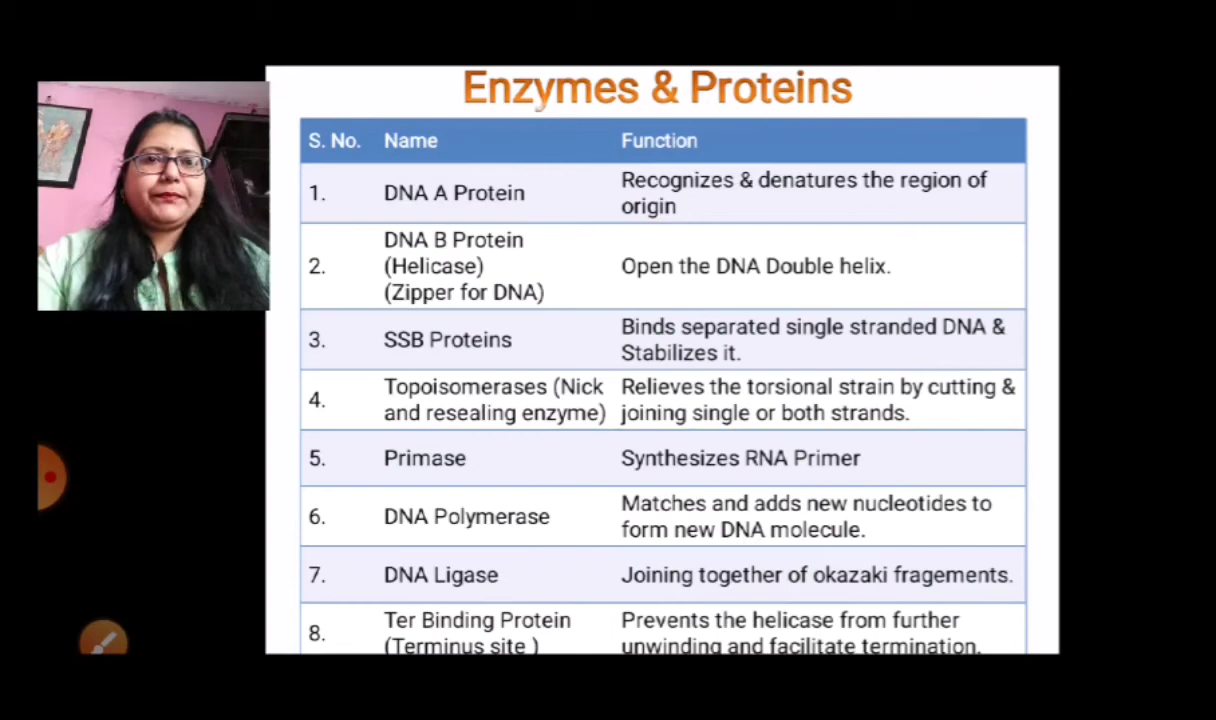 Enzymes & Proteins
S. No. Name Function
1. DNA A Protein Recognizes & denatures the region of
origin
2. DNA B Protein
(Helicase)
(Zipper for DNA) Open the DNA Double helix.
3. SSB Proteins Binds separated single stranded DNA &
Stabilizes it.
4. Topoisomerases (Nick
and resealing enzyme) Relieves the torsional strain by cutting &
joining single or both strands.
5. Primase Synthesizes RNA Primer
6. DNA Polymerase Matches and adds new nucleotides to
form new DNA molecule.
7. DNA Ligase Joining together of okazaki fragements.
8. Ter Binding Protein
(Terminus site ) Prevents the helicase from further
unwinding and facilitate termination.